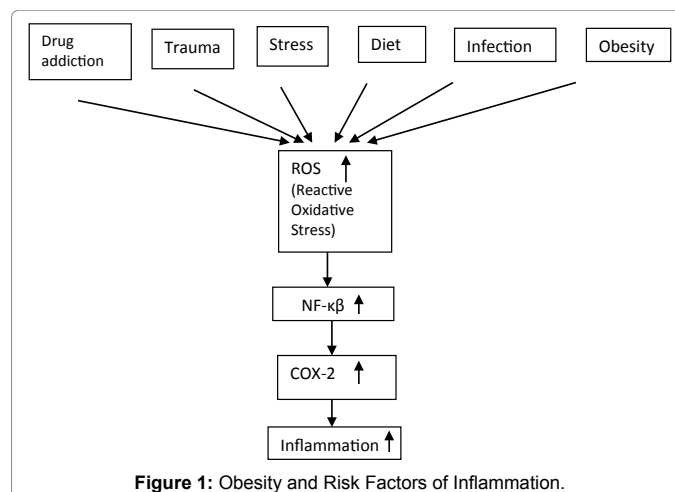 Drug
addiction
Trauma
Stress
Diet
Infection
Obesity
ROS
(Reactive
Oxidative
Stress)
NF-κβ
COX-2
Inflammation
Figure 1: Obesity and Risk Factors of Inflammation.